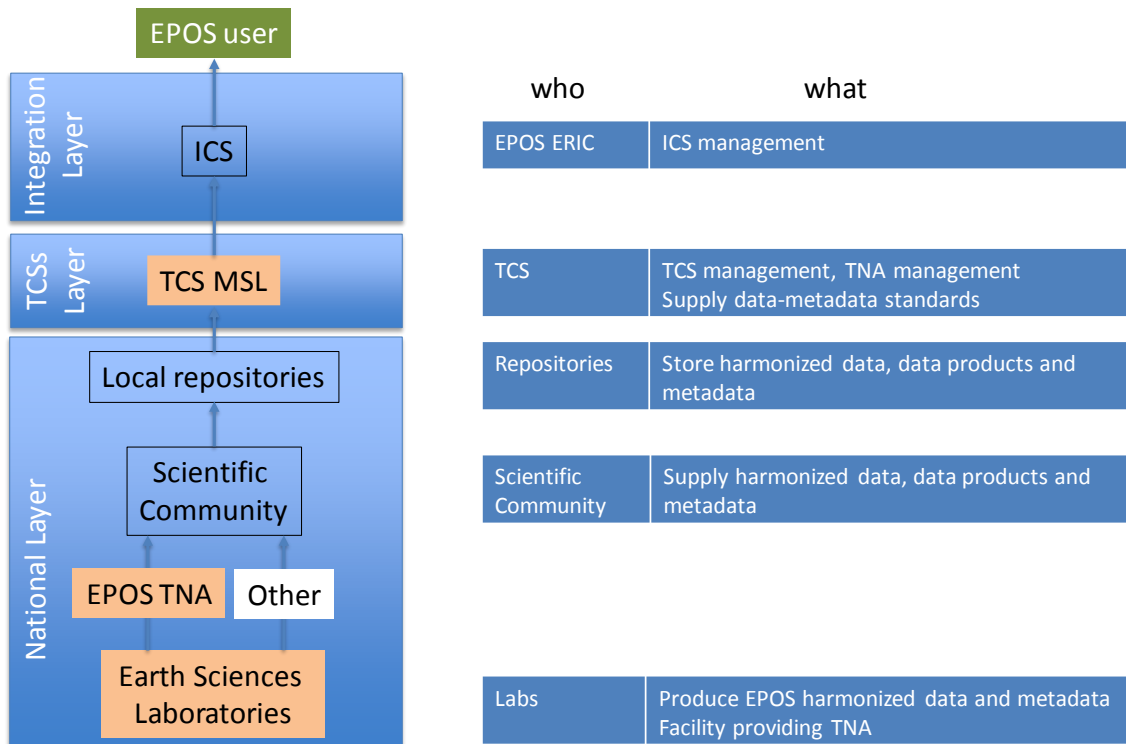 EPOS user
Integration
Layer
ICS
TCSs
Layer
TCS MSL
National Layer
Local repositories
Scientific
Community
EPOS TNA
Other
Earth Sciences
Laboratories
who
what
EPOS ERIC
ICS management
TCS
TCS management, TNA management
Supply data-metadata standards
Repositories
Store harmonized data, data products and
metadata
Scientific
Community
Supply harmonized data, data products and
metadata
Labs
Produce EPOS harmonized data and metadata
Facility providing TNA